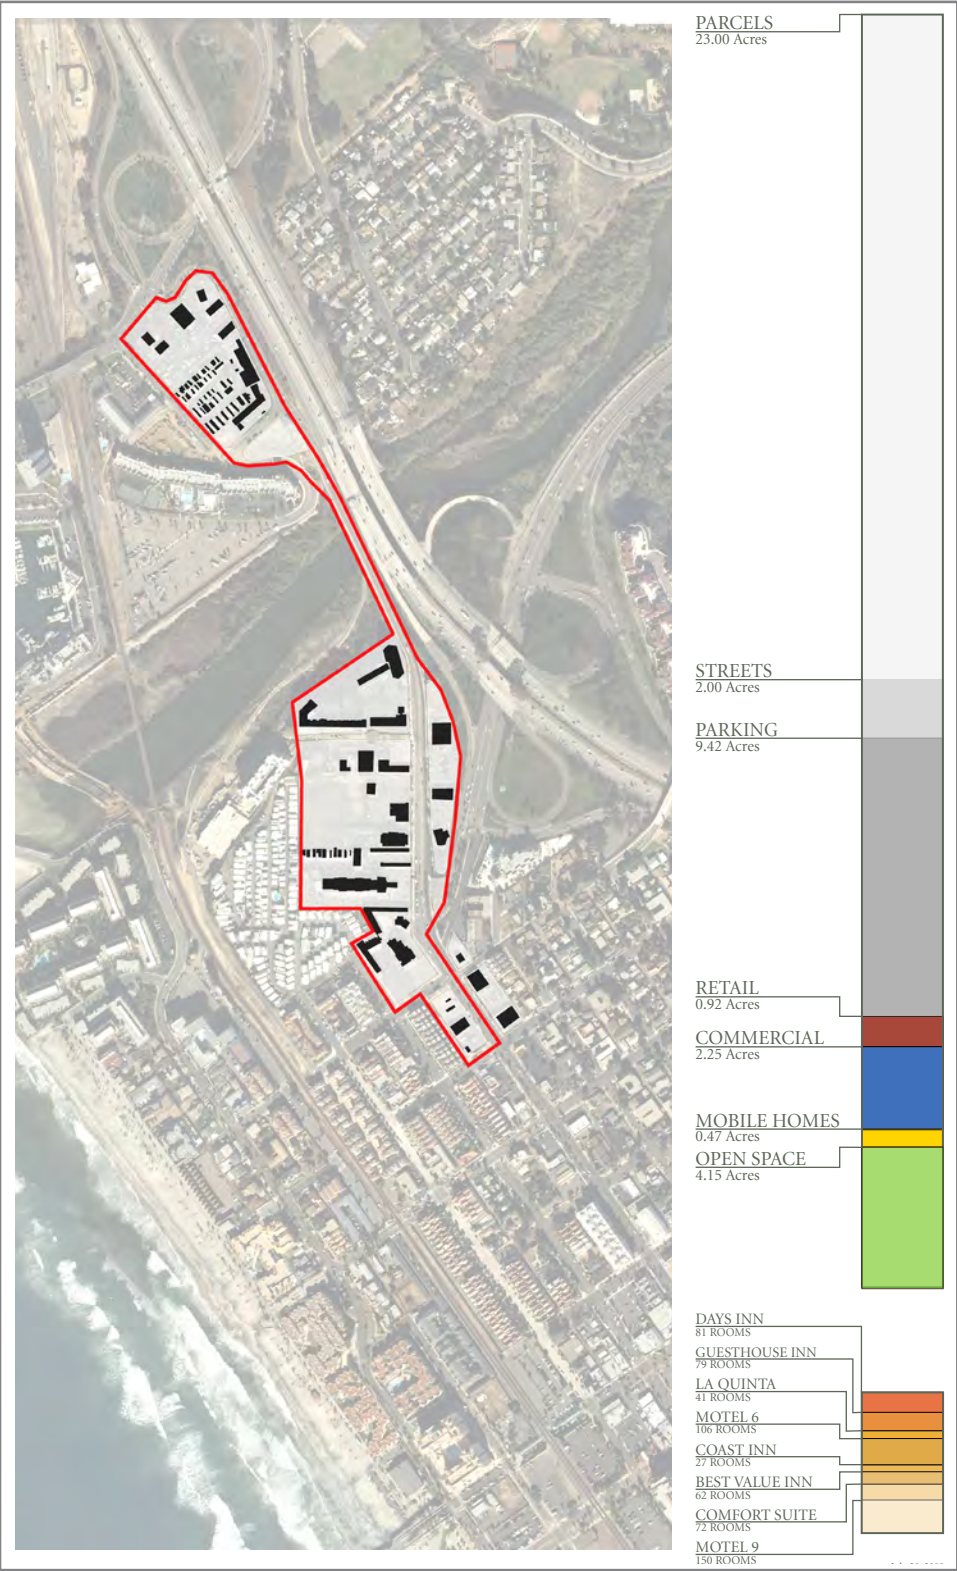 PARCELS
23.00 Acres
STREETS
2.00 Acres
PARKING
9.42 Acres
RETAIL
0.92 Acres
COMMERCIAL
2.25 Acres
MOBILE HOMES
0.47 Acres
OPEN SPACE
4.15 Acres
DAYS INN
81 ROOMS
GUESTHOUSE INN
79 ROOMS
LA QUINTA
41 ROOMS
MOTEL 6
106 ROOMS
COAST INN
27 ROOMS
BEST VALUE INN
62 ROOMS
COMFORT SUITE
72 ROOMS
MOTEL 9
150 ROOMS